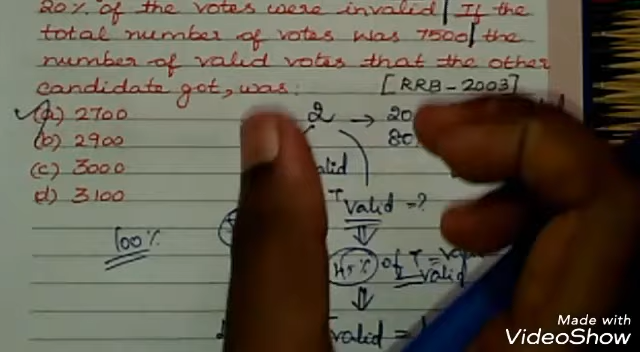 20% of the votes were invalid | If the
total number of votes was 7500 | the
number of valid votes that the other
candidate got, was:
[RRB-2003]
(a) 2700
(b) 2900
(c) 3000
d) 3100
2 → 20
80
T valid = ?
100%
45% of T =
valid
valid =
Made with
VideoShow